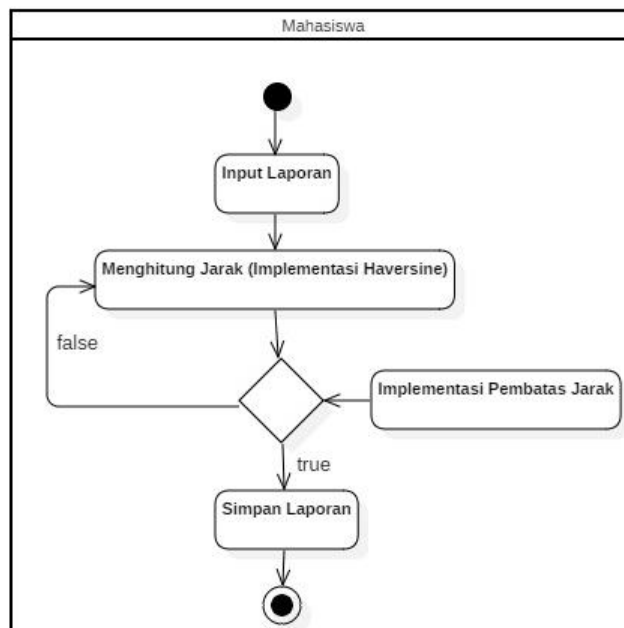 Mahasiswa
Input Laporan
Menghitung Jarak (Implementasi Haversine)
false
Implementasi Pembatas Jarak
true
Simpan Laporan